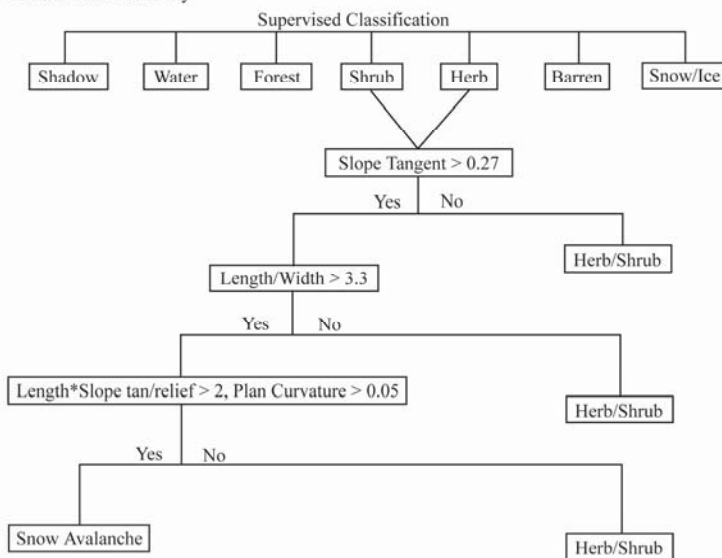 Supervised Classification
Shadow Water Forest Shrub Herb Barren Snow/Ice
Slope Tangent > 0.27
Yes No
Length/Width > 3.3
Herb/Shrub
Yes No
Length*Slope tan/relief > 2, Plan Curvature > 0.05
Herb/Shrub
Yes No
Snow Avalanche
Herb/Shrub